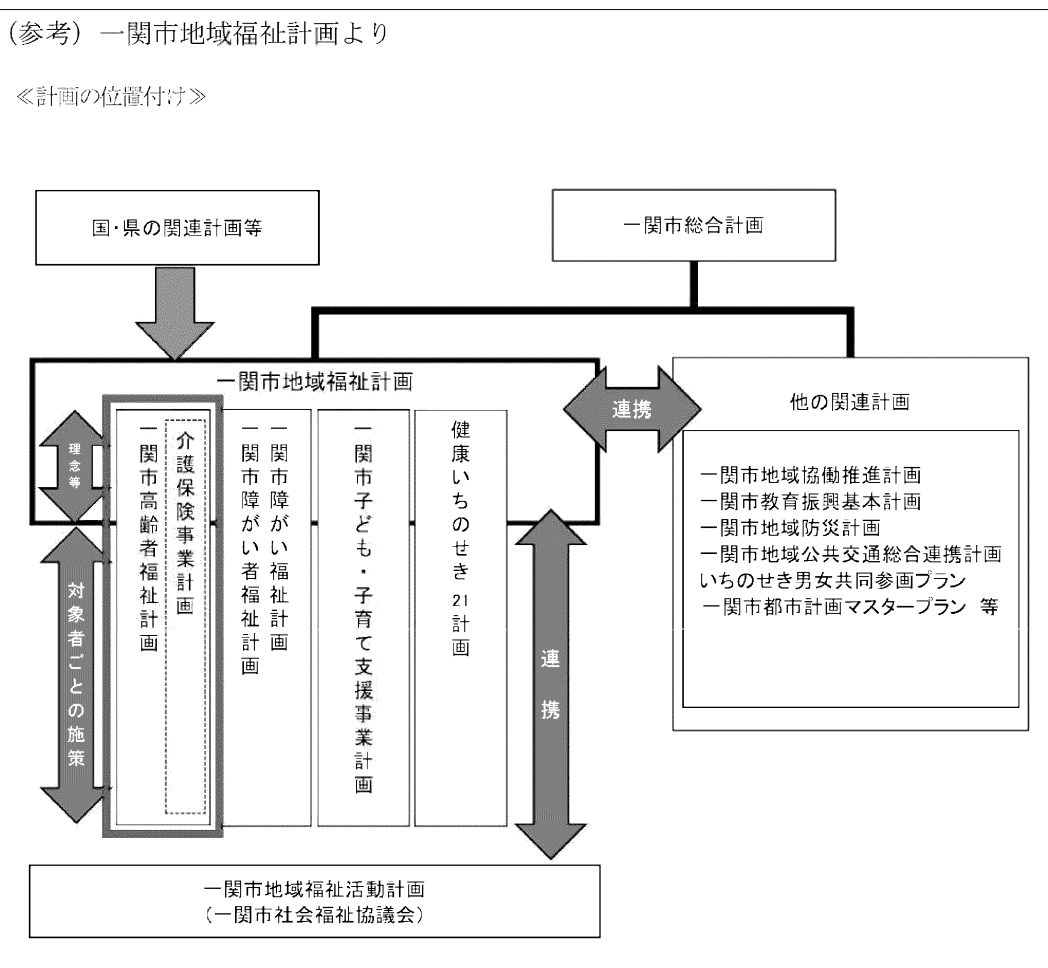 (参考) 一関市地域福祉計画より
≪計画の位置付け≫
国・県の関連計画等
一関市総合計画
一関市地域福祉計画
連携
他の関連計画
理念等
対象者ごとの施策
一関市高齢者福祉計画
介護保険事業計画
一関市障がい者福祉計画
一関市障がい福祉計画
一関市子ども・子育て支援事業計画
健康いちのせき21計画
連携
一関市地域協働推進計画
一関市教育振興基本計画
一関市地域防災計画
一関市地域公共交通総合連携計画
いちのせき男女共同参画プラン
一関市都市計画マスタープラン 等
一関市地域福祉活動計画
(一関市社会福祉協議会)